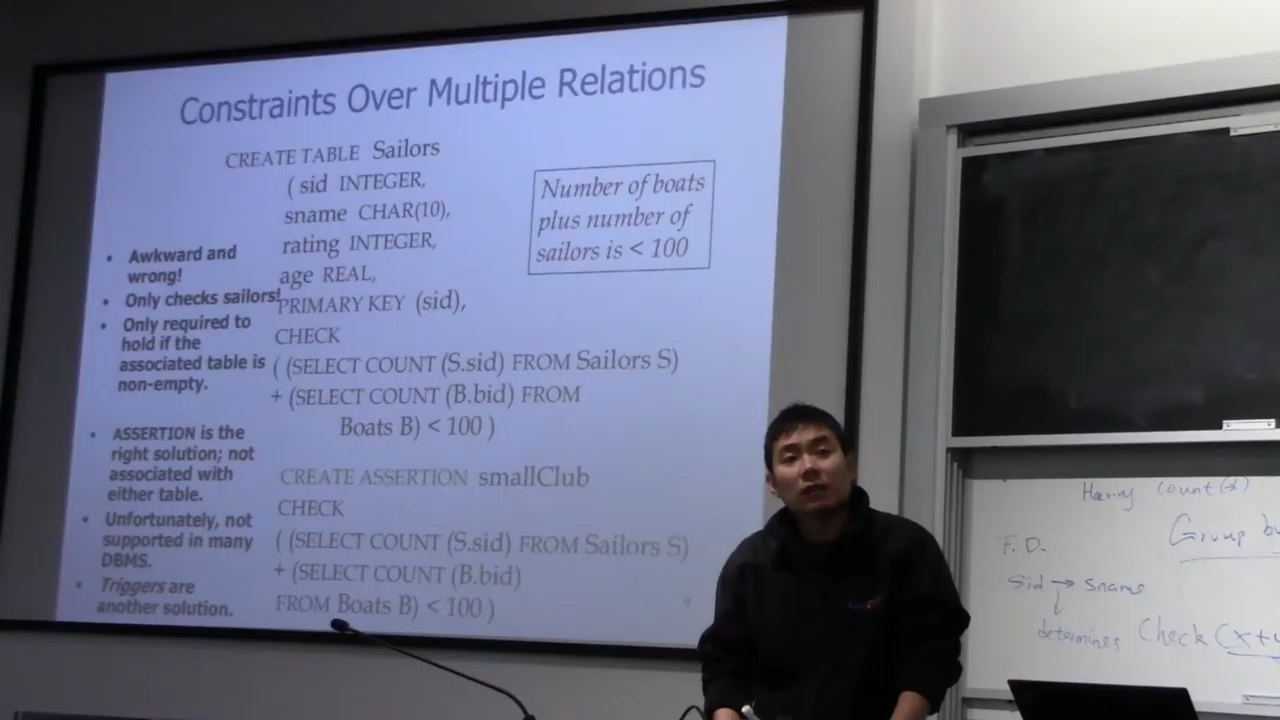 Constraints Over Multiple Relations
CREATE TABLE Sailors
( sid INTEGER,
sname CHAR(10),
rating INTEGER,
age REAL,
PRIMARY KEY (sid),
CHECK
( (SELECT COUNT (S.sid) FROM Sailors S)
+ (SELECT COUNT (B.bid) FROM
Boats B) < 100 )
Number of boats
plus number of
sailors is < 100
• Awkward and
wrong!
• Only checks sailors!
• Only required to
hold if the
associated table is
non-empty.
• ASSERTION is the
right solution; not
associated with
either table.
• Unfortunately, not
supported in many
DBMS.
• Triggers are
another solution.
CREATE ASSERTION smallClub
CHECK
( (SELECT COUNT (S.sid) FROM Sailors S)
+ (SELECT COUNT (B.bid)
FROM Boats B) < 100 )
9
Having Count(*)
Group by
F.D.
Sid → sname
determines
Check (x+